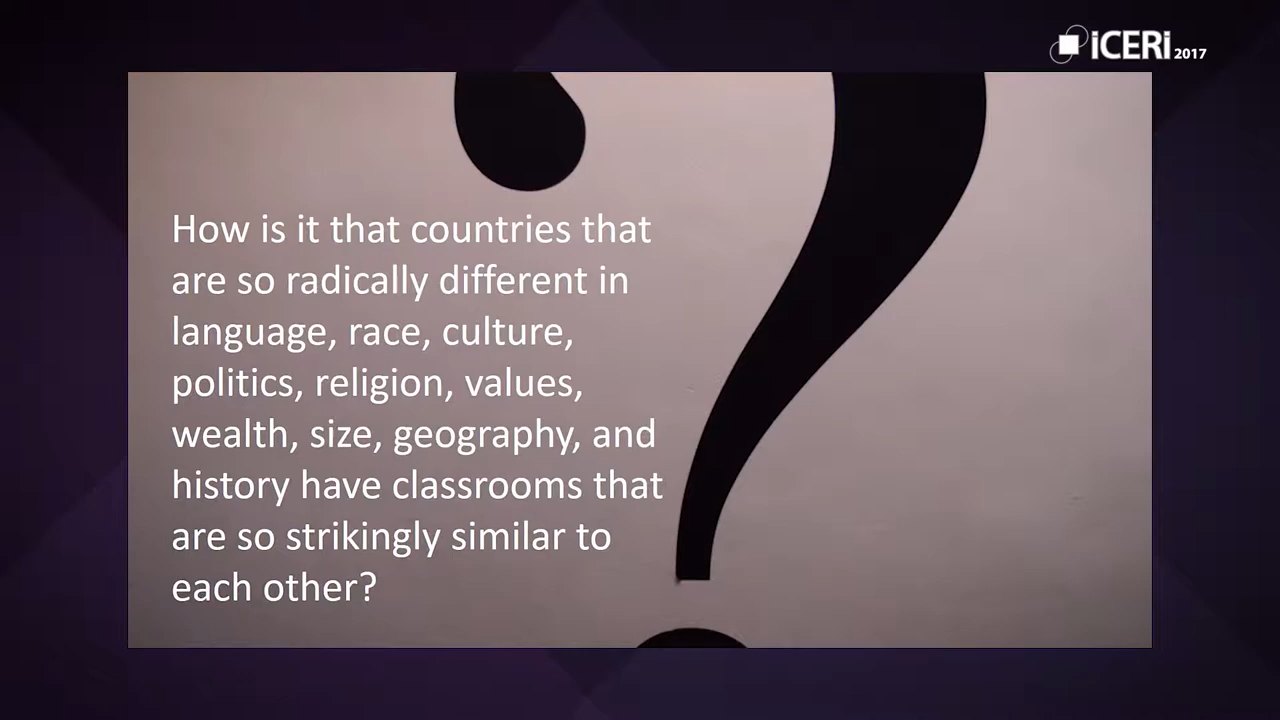 iCERi 2017
How is it that countries that
are so radically different in
language, race, culture,
politics, religion, values,
wealth, size, geography, and
history have classrooms that
are so strikingly similar to
each other?